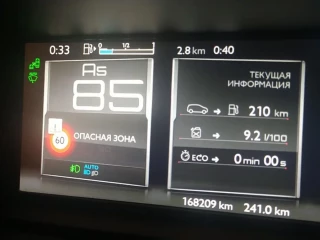 0:33 1/2 2.8 km 0:40
As
85
60 ОПАСНАЯ ЗОНА
AUTO
ТЕКУЩАЯ
ИНФОРМАЦИЯ
210 km
9.2 l/100
ECO 0 min 00s
168209 km 241.0 km